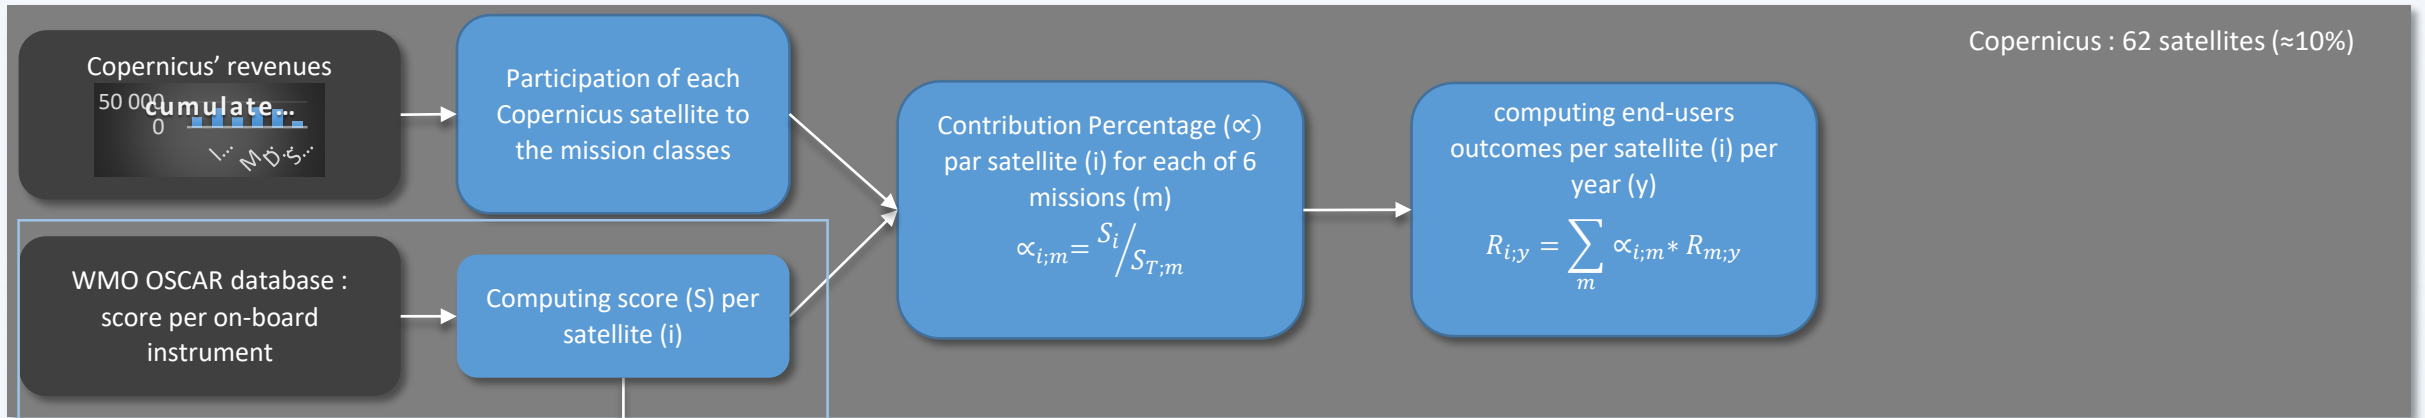 Copernicus' revenues
cumulate...
50 000
0
I...
M...
D...
S...
Participation of each
Copernicus satellite to
the mission classes
WMO OSCAR database :
score per on-board
instrument
Computing score (S) per
satellite (i)
Contribution Percentage (∝)
par satellite (i) for each of 6
missions (m)
∝i;m= Si/ST;m
computing end-users
outcomes per satellite (i) per
year (y)
Ri;y = ∑m ∝i;m* Rm;y
Copernicus : 62 satellites (≈10%)